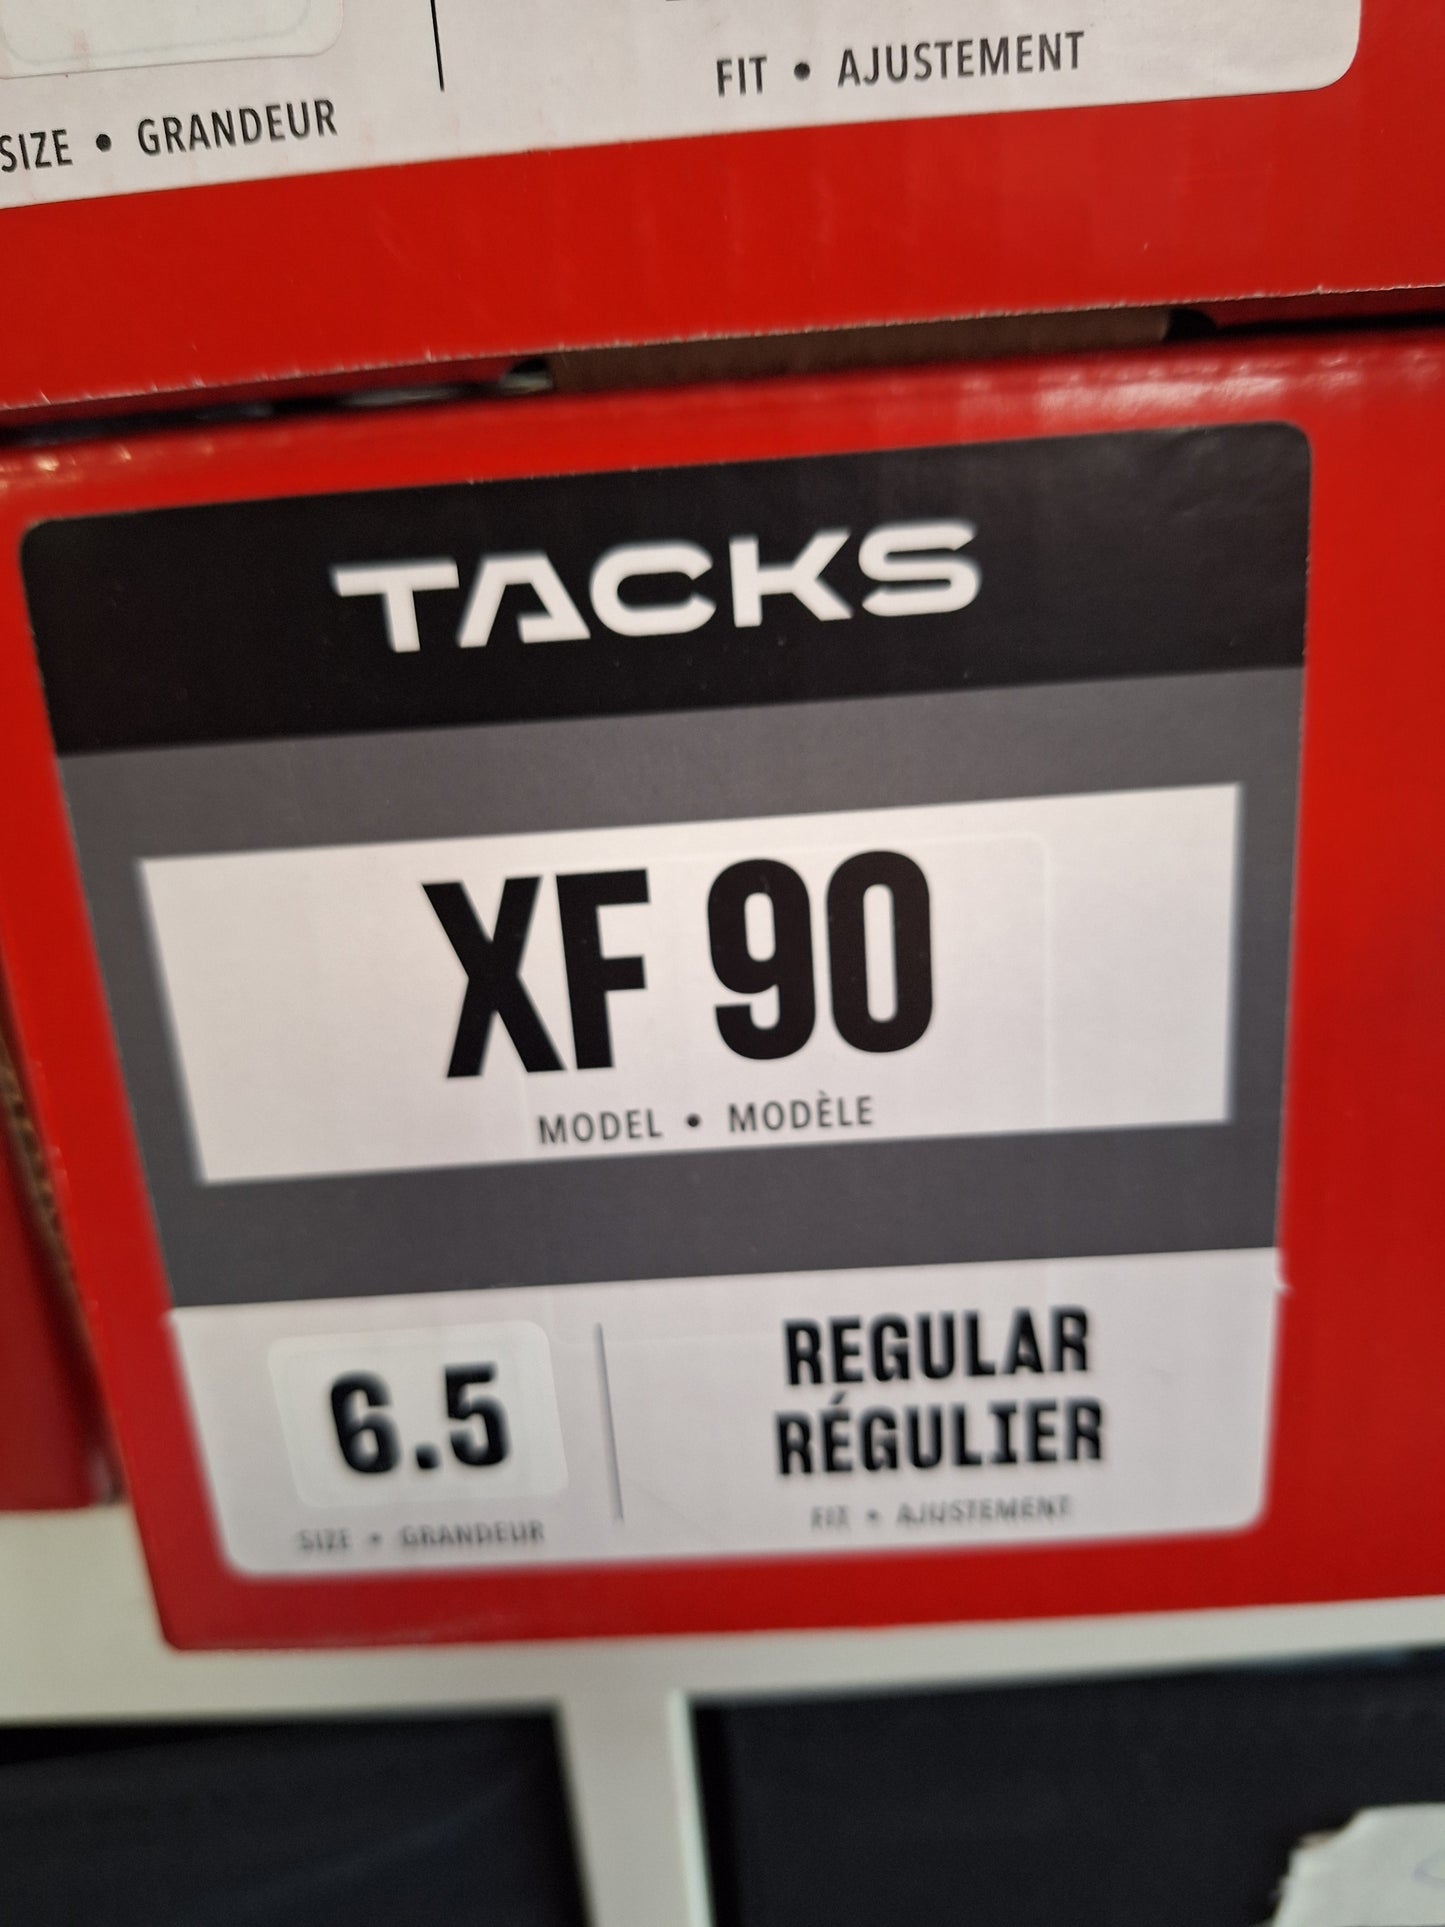 SIZE • GRANDEUR
FIT • AJUSTEMENT
TACKS
XF 90
MODEL • MODÈLE
6.5
SIZE • GRANDEUR
REGULAR
RÉGULIER
FIT • AJUSTEMENT